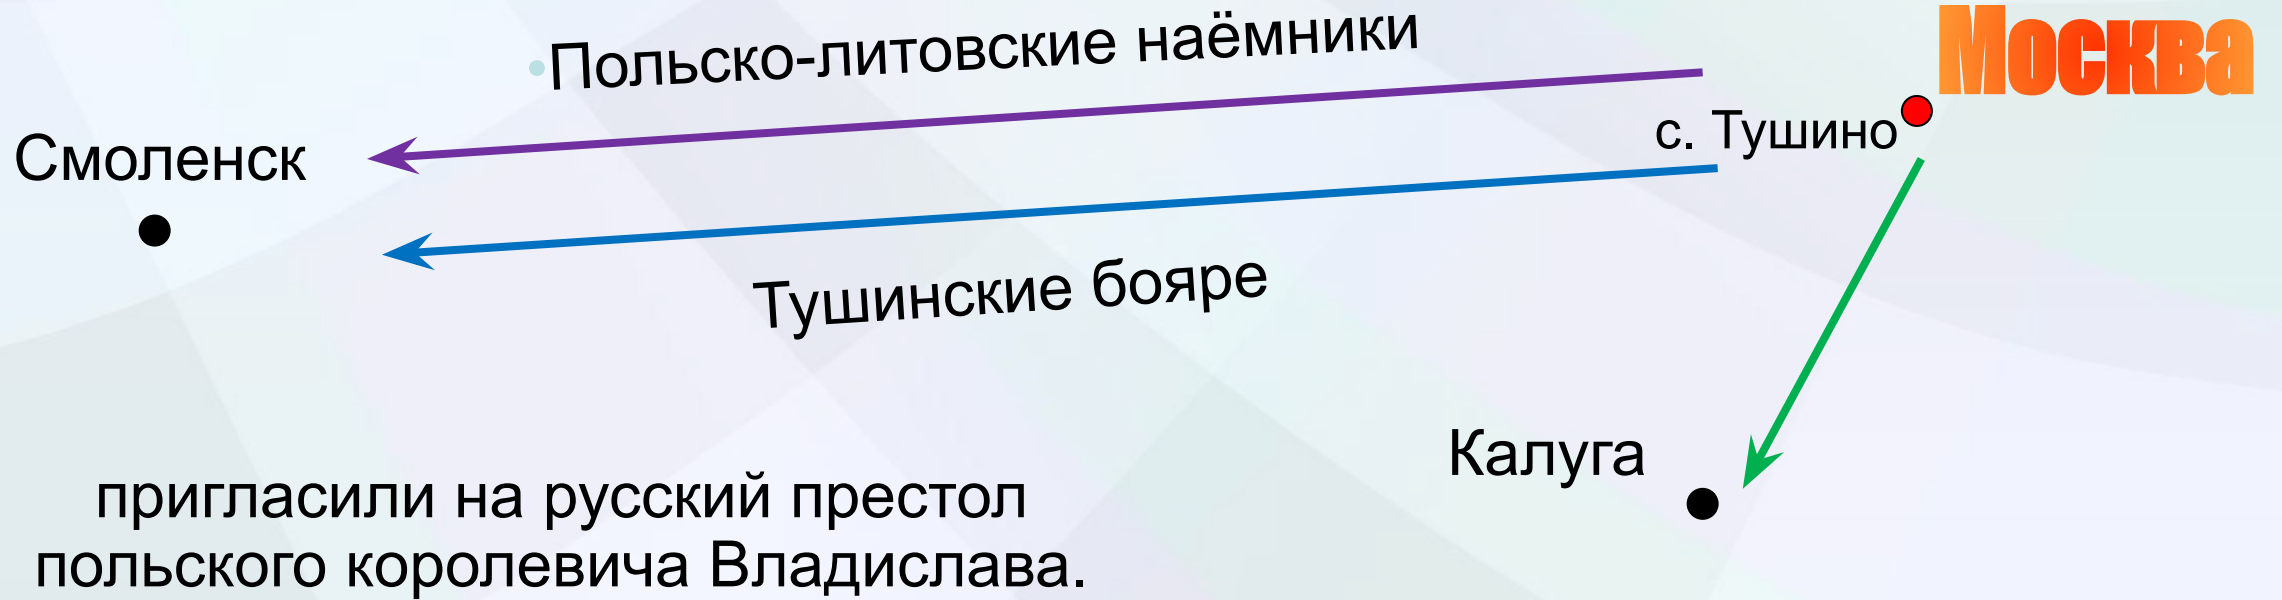 •Польско-литовские наёмники
Москва
с. Тушино
Смоленск
Тушинские бояре
Калуга
пригласили на русский престол
польского королевича Владислава.